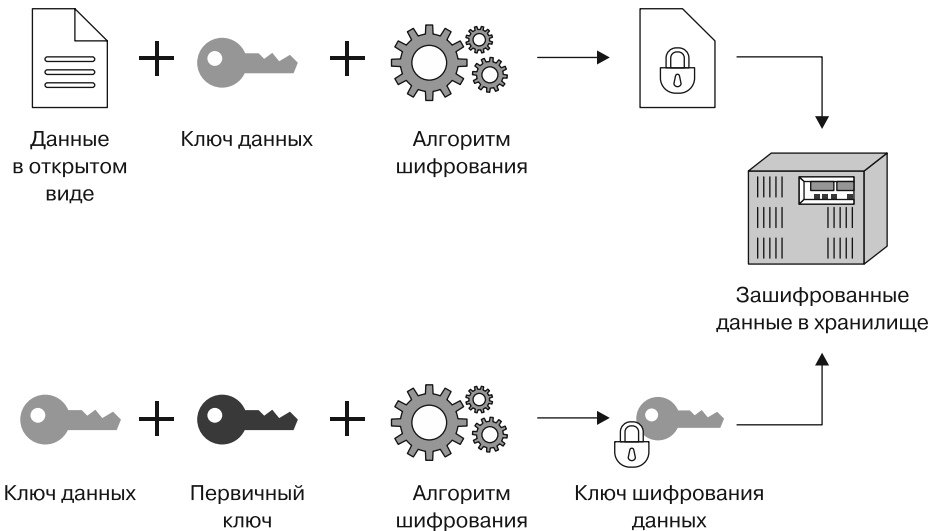 Данные
в открытом
виде
Ключ данных
Алгоритм
шифрования
Зашифрованные
данные в хранилище
Ключ данных
Первичный
ключ
Алгоритм
шифрования
Ключ шифрования
данных